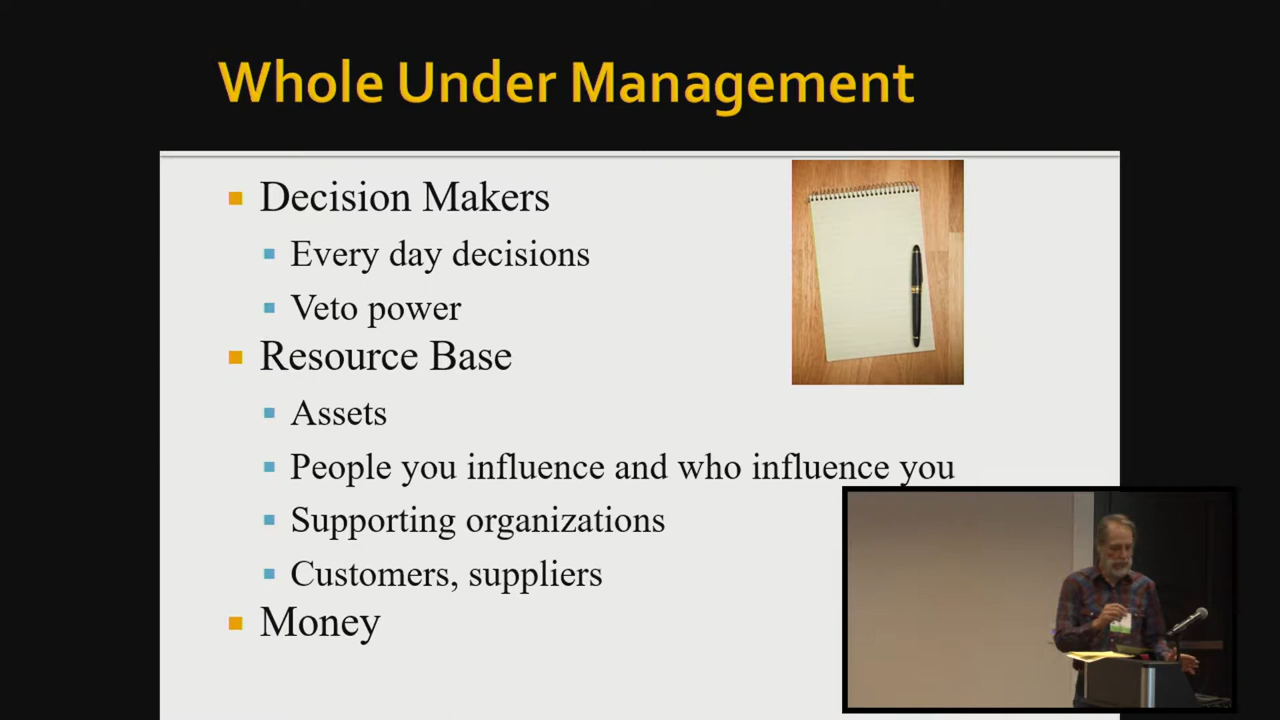 Whole Under Management
Decision Makers
Every day decisions
Veto power
Resource Base
Assets
People you influence and who influence you
Supporting organizations
Customers, suppliers
Money